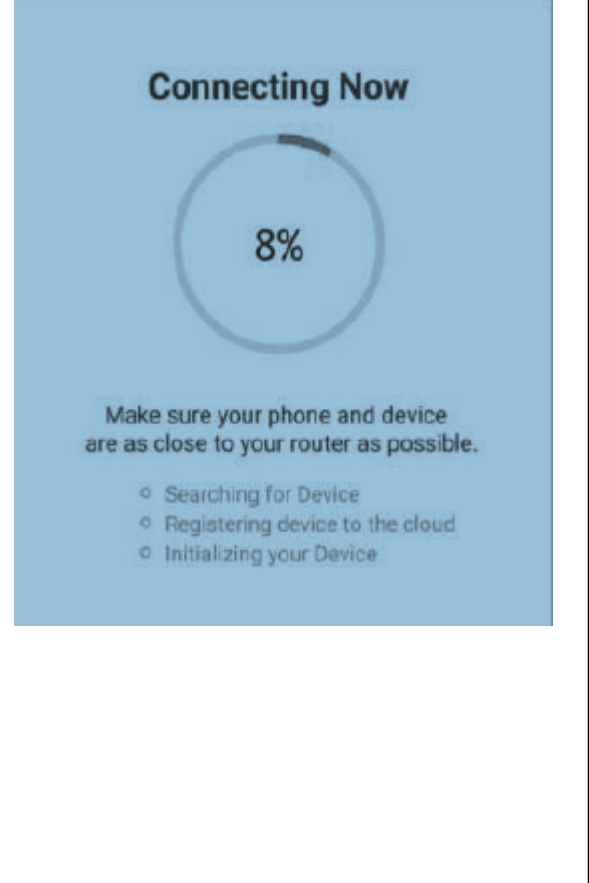 Connecting Now
8%
Make sure your phone and device
are as close to your router as possible.
Searching for Device
Registering device to the cloud
Initializing your Device